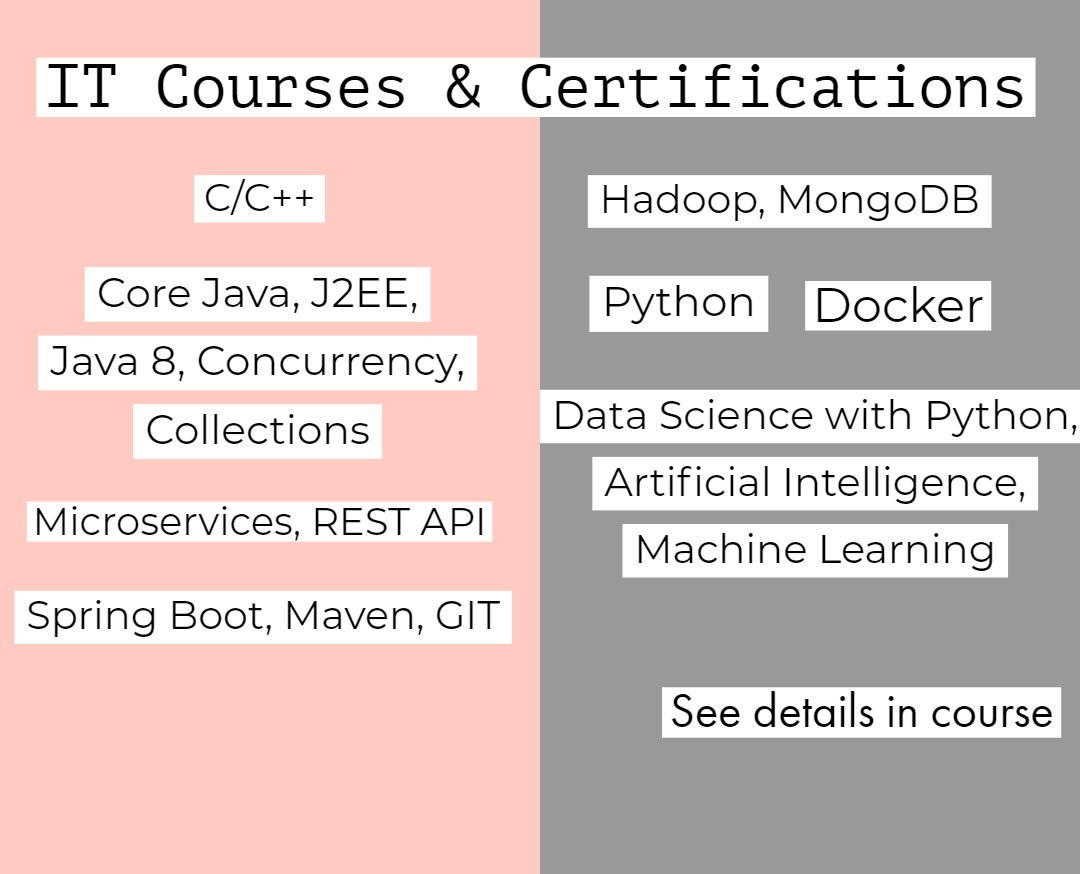 IT Courses & Certifications
C/C++
Core Java, J2EE,
Java 8, Concurrency,
Collections
Microservices, REST API
Spring Boot, Maven, GIT
Hadoop, MongoDB
Python
Docker
Data Science with Python,
Artificial Intelligence,
Machine Learning
See details in course